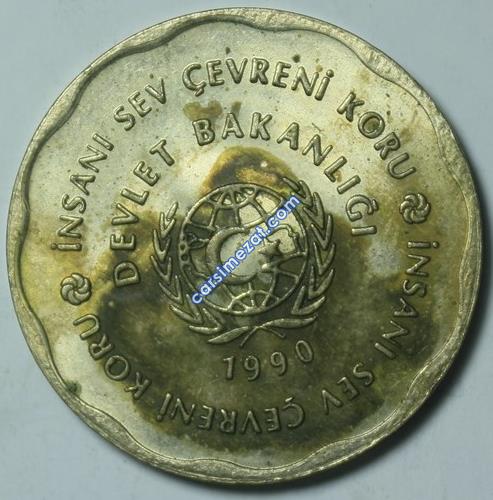 İNSANI SEV ÇEVRENİ KORU
İNSANI SEV ÇEVRENİ KORU
DEVLET BAKANLIĞI
carsimezat.com
1990